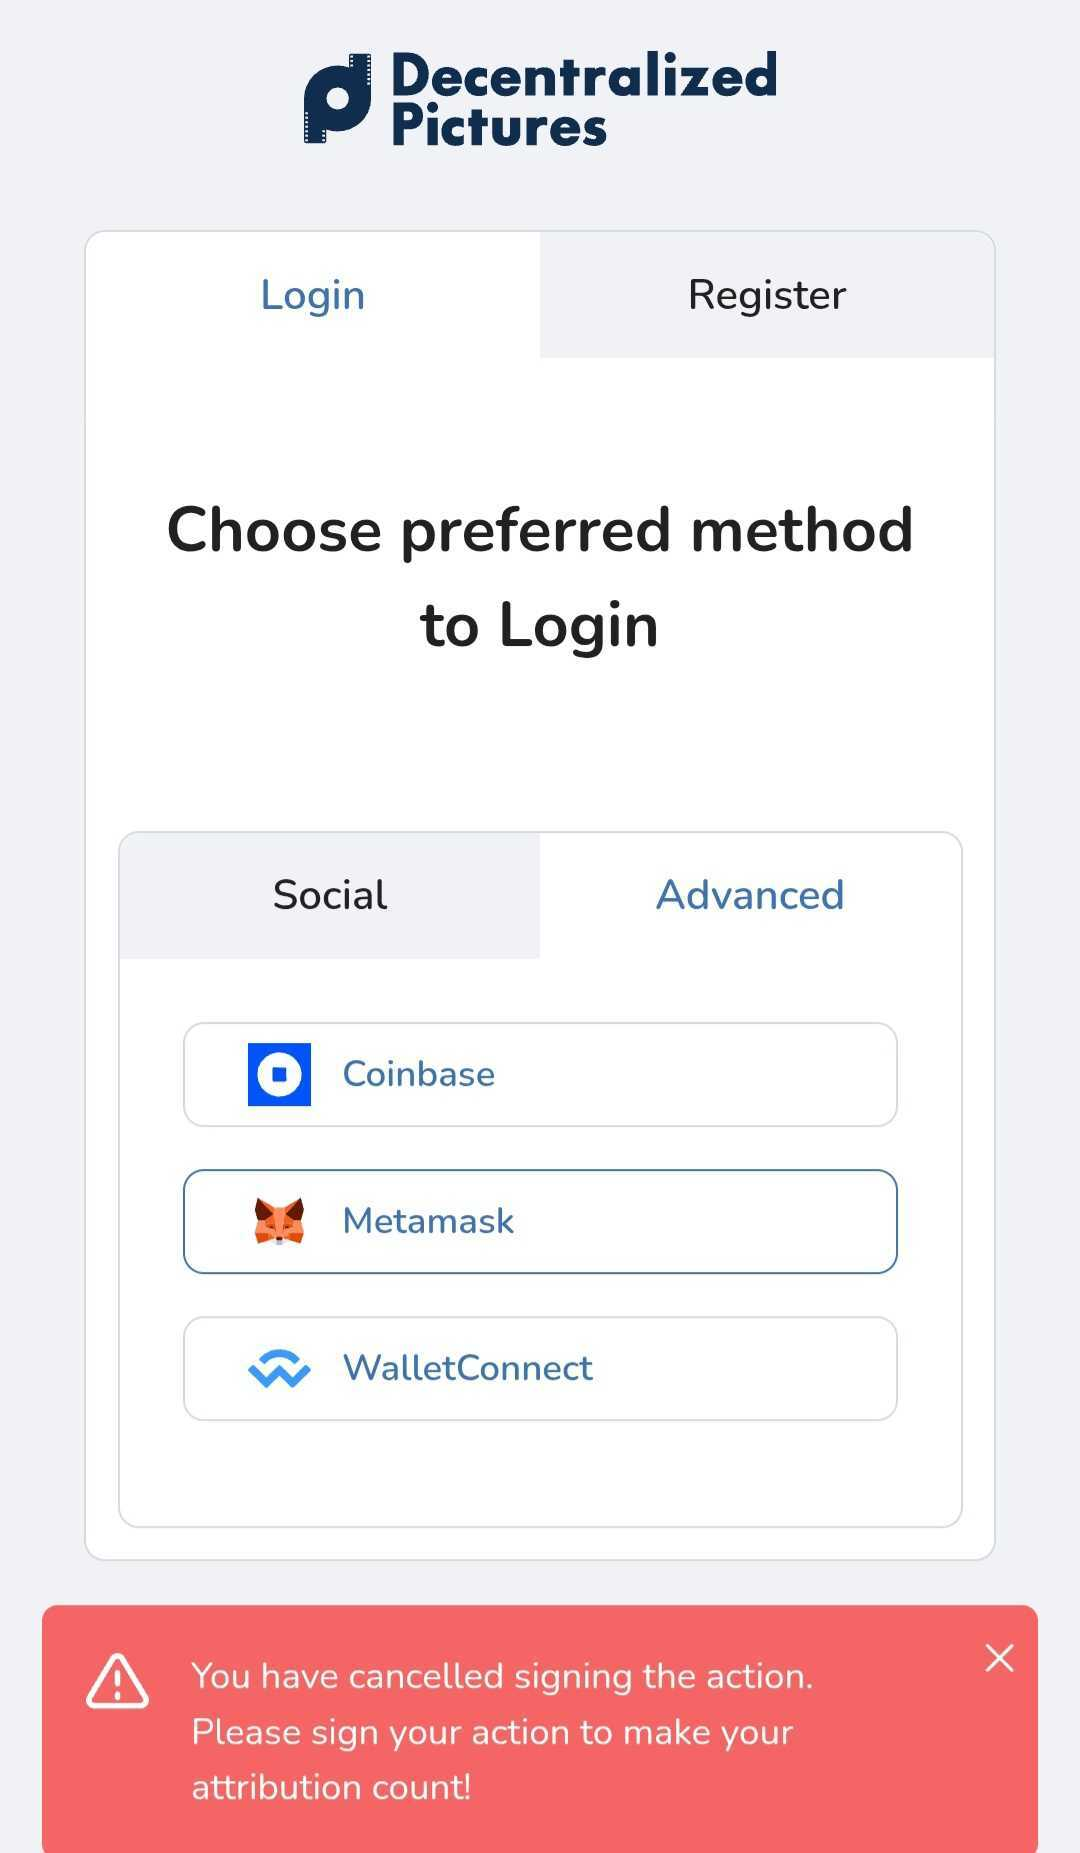 Decentralized
Pictures
Login
Register
Choose preferred method
to Login
Social
Advanced
Coinbase
Metamask
WalletConnect
You have cancelled signing the action.
Please sign your action to make your
attribution count!